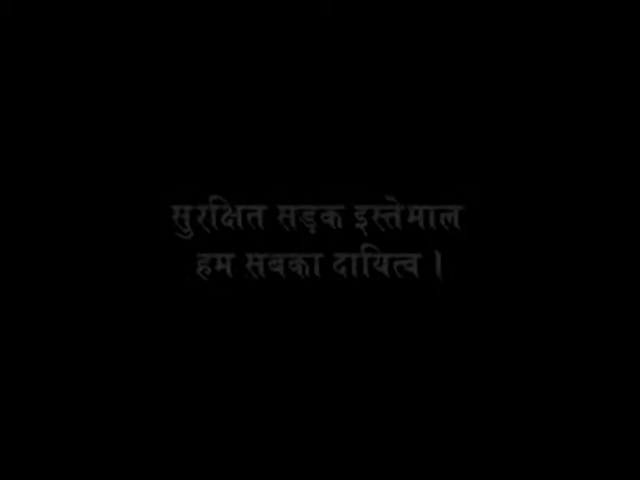 सुरक्षित सड़क इस्तेमाल
हम सबका दायित्व ।